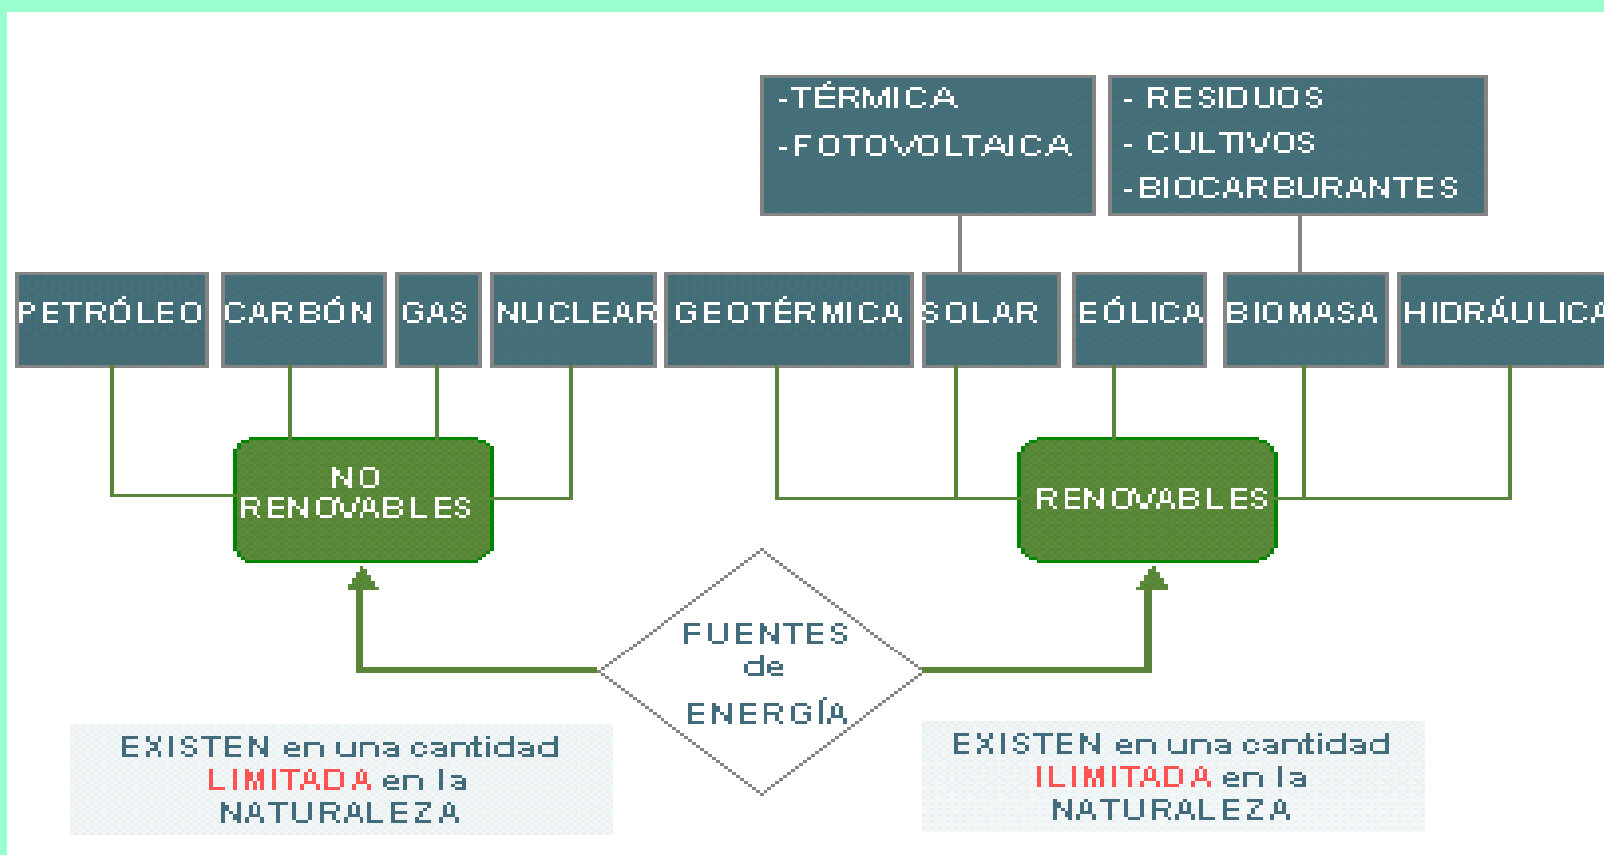 -TÉRMICA
-FOTOVOLTAICA
- RESIDUOS
- CULTIVOS
-BIOCARBURANTES
PETRÓLEO
CARBÓN
GAS
NUCLEAR
GEOTÉRMICA
SOLAR
EÓLICA
BIOMASA
HIDRÁULICA
NO
RENOVABLES
RENOVABLES
FUENTES
de
ENERGÍA
EXISTEN en una cantidad
LIMITADA en la
NATURALEZA
EXISTEN en una cantidad
ILIMITADA en la
NATURALEZA